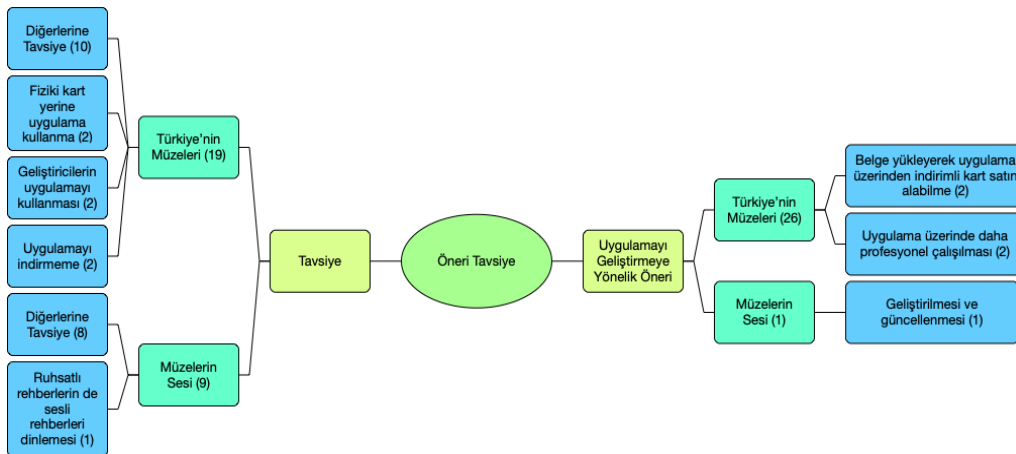 Diğerlerine
Tavsiye (10)
Fiziki kart
yerine
uygulama
kullanma (2)
Geliştiricilerin
uygulamayı
kullanması (2)
Uygulamayı
indirmeme (2)
Diğerlerine
Tavsiye (8)
Ruhsatlı
rehberlerin de
sesli
rehberleri
dinlemesi (1)
Türkiye'nin
Müzeleri (19)
Müzelerin
Sesi (9)
Tavsiye
Öneri Tavsiye
Uygulamayı
Geliştirmeye
Yönelik Öneri
Türkiye'nin
Müzeleri (26)
Müzelerin
Sesi (1)
Belge yükleyerek uygulama
üzerinden indirimli kart satın
alabilme (2)
Uygulama üzerinde daha
profesyonel çalışılması (2)
Geliştirilmesi ve
güncellenmesi (1)